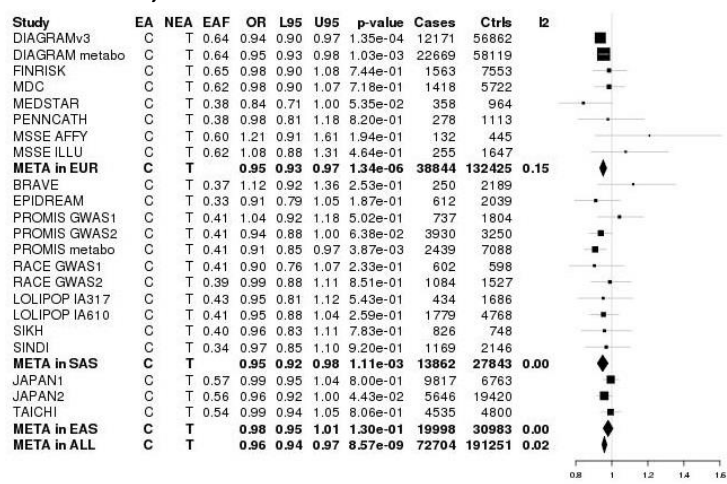 Study EA NEA EAF OR L95 U95 p-value Cases Ctrls I2
DIAGRAMv3 C T 0.64 0.94 0.90 0.97 1.35e-04 12171 56862
DIAGRAM metabo C T 0.64 0.95 0.93 0.98 1.03e-03 22669 58119
FINRISK C T 0.65 0.98 0.90 1.08 7.44e-01 1563 7553
MDC C T 0.62 0.98 0.90 1.07 7.18e-01 1418 5722
MEDSTAR C T 0.38 0.84 0.71 1.00 5.35e-02 358 964
PENNCATH C T 0.38 0.98 0.81 1.18 8.20e-01 278 1113
MSSE AFFY C T 0.60 1.21 0.91 1.61 1.94e-01 132 445
MSSE ILLU C T 0.62 1.08 0.88 1.31 4.64e-01 255 1647
META in EUR C T 0.95 0.93 0.97 1.34e-06 38844 132425 0.15
BRAVE C T 0.37 1.12 0.92 1.36 2.53e-01 250 2189
EPIDREAM C T 0.33 0.91 0.79 1.05 1.87e-01 612 2039
PROMIS GWAS1 C T 0.41 1.04 0.92 1.18 5.02e-01 737 1804
PROMIS GWAS2 C T 0.41 0.94 0.88 1.00 6.38e-02 3930 3250
PROMIS metabo C T 0.41 0.91 0.85 0.97 3.87e-03 2439 7088
RACE GWAS1 C T 0.41 0.90 0.76 1.07 2.33e-01 602 598
RACE GWAS2 C T 0.39 0.99 0.88 1.11 8.51e-01 1084 1527
LOLIPOP IA317 C T 0.43 0.95 0.81 1.12 5.43e-01 434 1686
LOLIPOP IA610 C T 0.41 0.95 0.88 1.04 2.59e-01 1779 4768
SIKH C T 0.40 0.96 0.83 1.11 7.83e-01 826 748
SINDI C T 0.34 0.97 0.85 1.10 9.20e-01 1169 2146
META in SAS C T 0.95 0.92 0.98 1.11e-03 13862 27843 0.00
JAPAN1 C T 0.57 0.99 0.95 1.04 8.00e-01 9817 6763
JAPAN2 C T 0.56 0.96 0.92 1.00 4.43e-02 5646 19420
TAICHI C T 0.54 0.99 0.94 1.05 8.06e-01 4535 4800
META in EAS C T 0.98 0.95 1.01 1.30e-01 19998 30983 0.00
META in ALL C T 0.96 0.94 0.97 8.57e-09 72704 191251 0.02
0.8 1 1.2 1.4 1.6